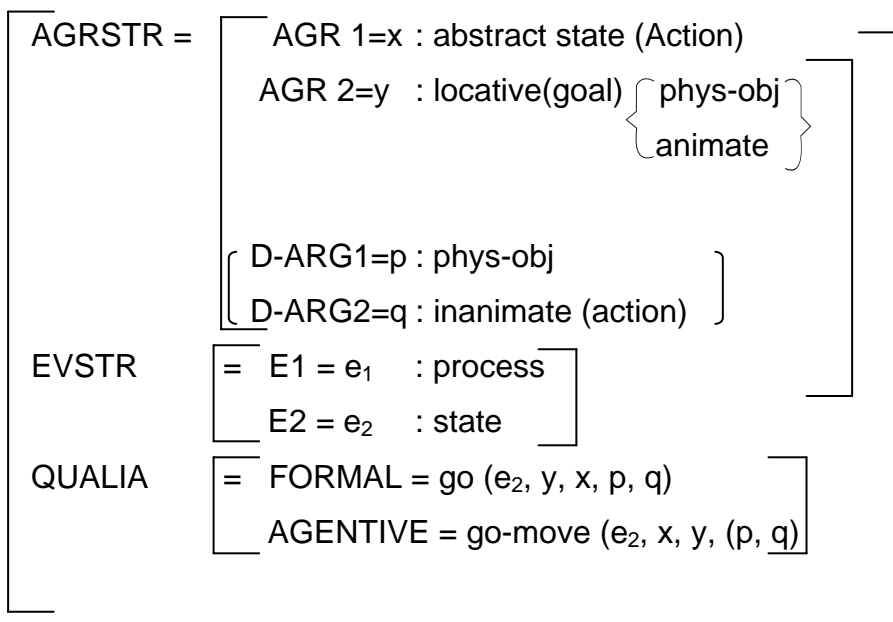 AGRSTR = AGR 1=x : abstract state (Action)
AGR 2=y : locative(goal) phys-obj
animate
D-ARG1=p : phys-obj
D-ARG2=q : inanimate (action)
EVSTR = E1 = e₁ : process
E2 = e₂ : state
QUALIA = FORMAL = go (e₂, y, x, p, q)
AGENTIVE = go-move (e₂, x, y, (p, q)